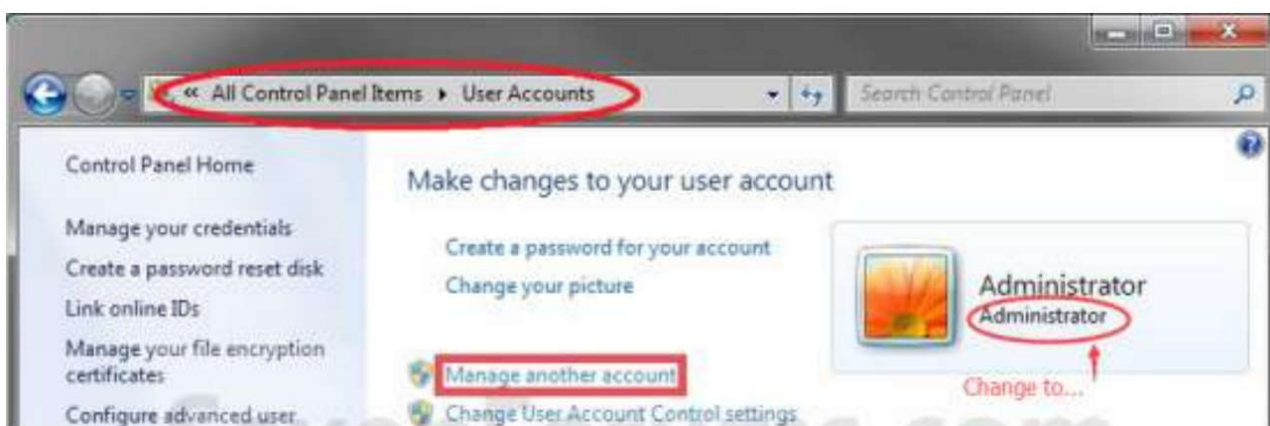 « All Control Panel Items ▸ User Accounts
Search Control Panel
Control Panel Home
Manage your credentials
Create a password reset disk
Link online IDs
Manage your file encryption
certificates
Configure advanced user
Make changes to your user account
Create a password for your account
Change your picture
Manage another account
Change User Account Control settings
Administrator
Administrator
Change to...